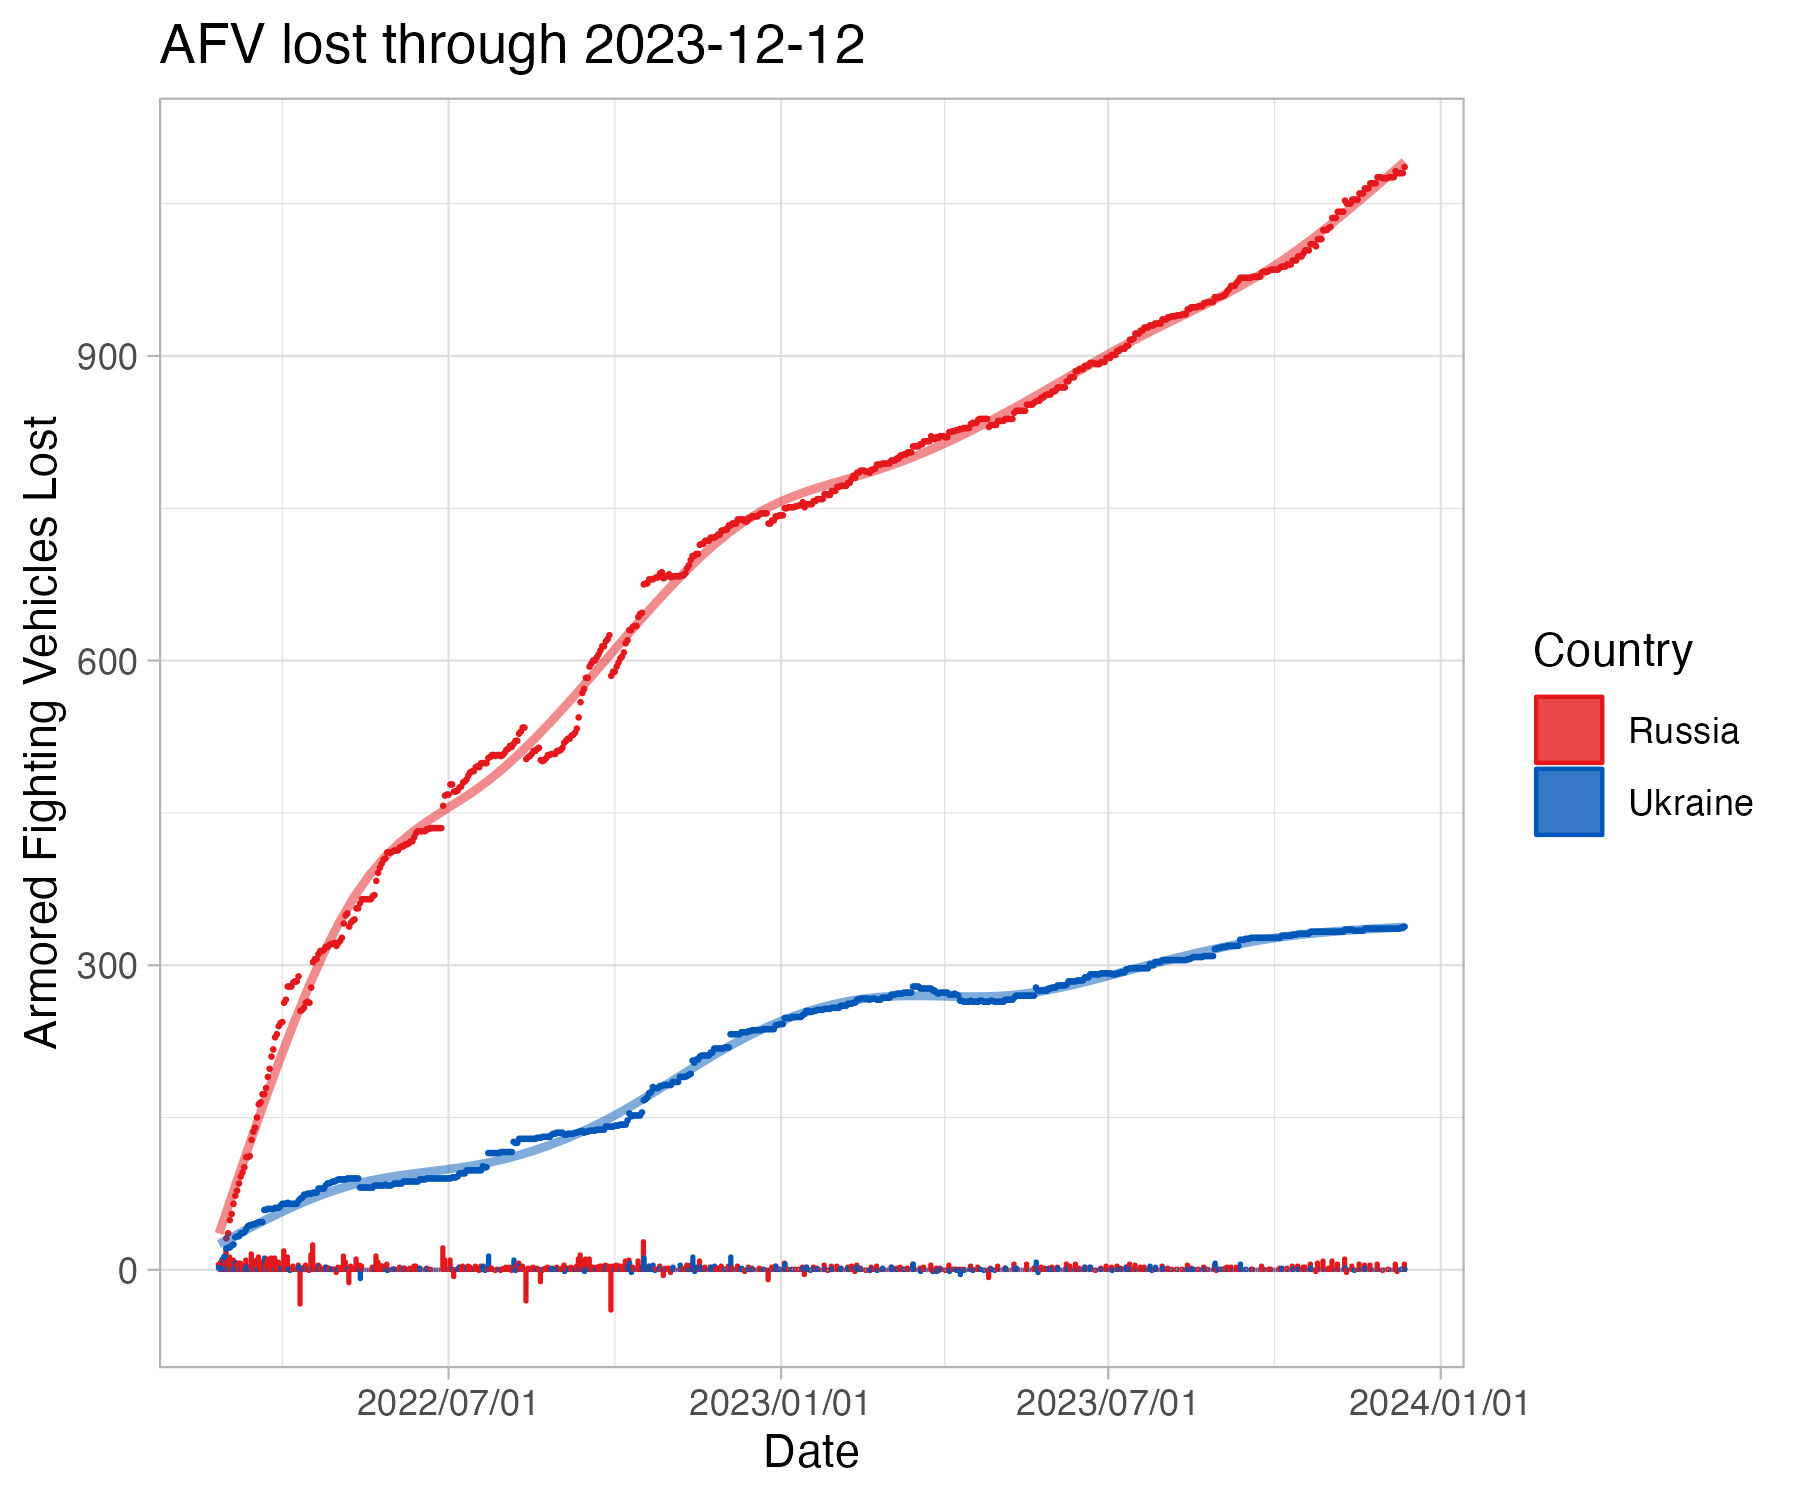 AFV lost through 2023-12-12
Armored Fighting Vehicles Lost
900
600
300
0
2022/07/01
2023/01/01
2023/07/01
2024/01/01
Date
Country
Russia
Ukraine